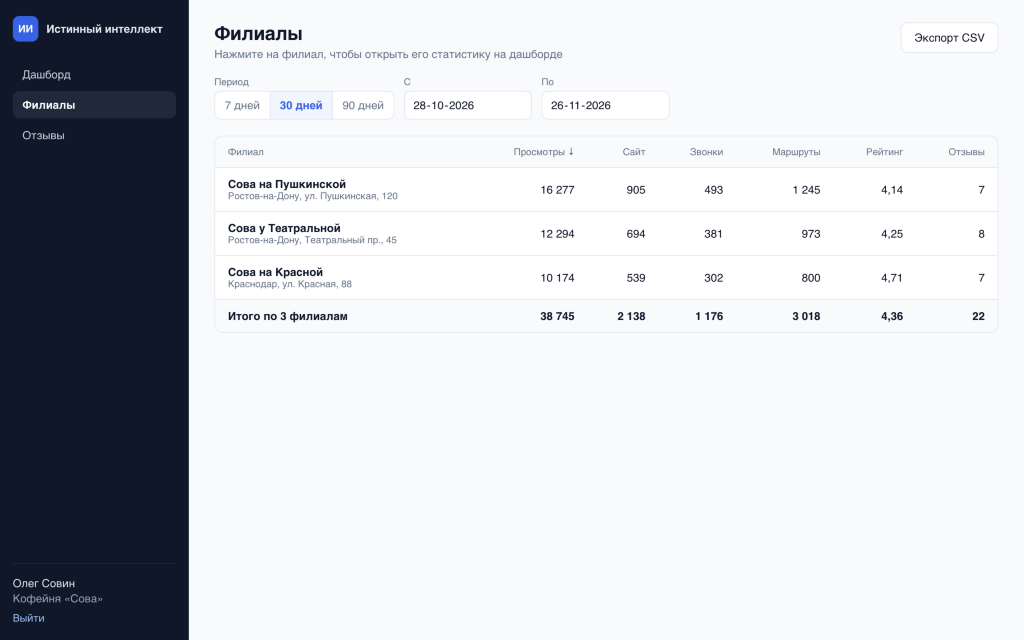 ИИ Истинный интеллект
Дашборд
Филиалы
Отзывы
Олег Совин
Кофейня «Сова»
Выйти
Филиалы
Нажмите на филиал, чтобы открыть его статистику на дашборде
Экспорт CSV
Период С По
7 дней 30 дней 90 дней 28-10-2026 26-11-2026
Филиал Просмотры ↓ Сайт Звонки Маршруты Рейтинг Отзывы
Сова на Пушкинской 16 277 905 493 1 245 4,14 7
Ростов-на-Дону, ул. Пушкинская, 120
Сова у Театральной 12 294 694 381 973 4,25 8
Ростов-на-Дону, Театральный пр., 45
Сова на Красной 10 174 539 302 800 4,71 7
Краснодар, ул. Красная, 88
Итого по 3 филиалам 38 745 2 138 1 176 3 018 4,36 22